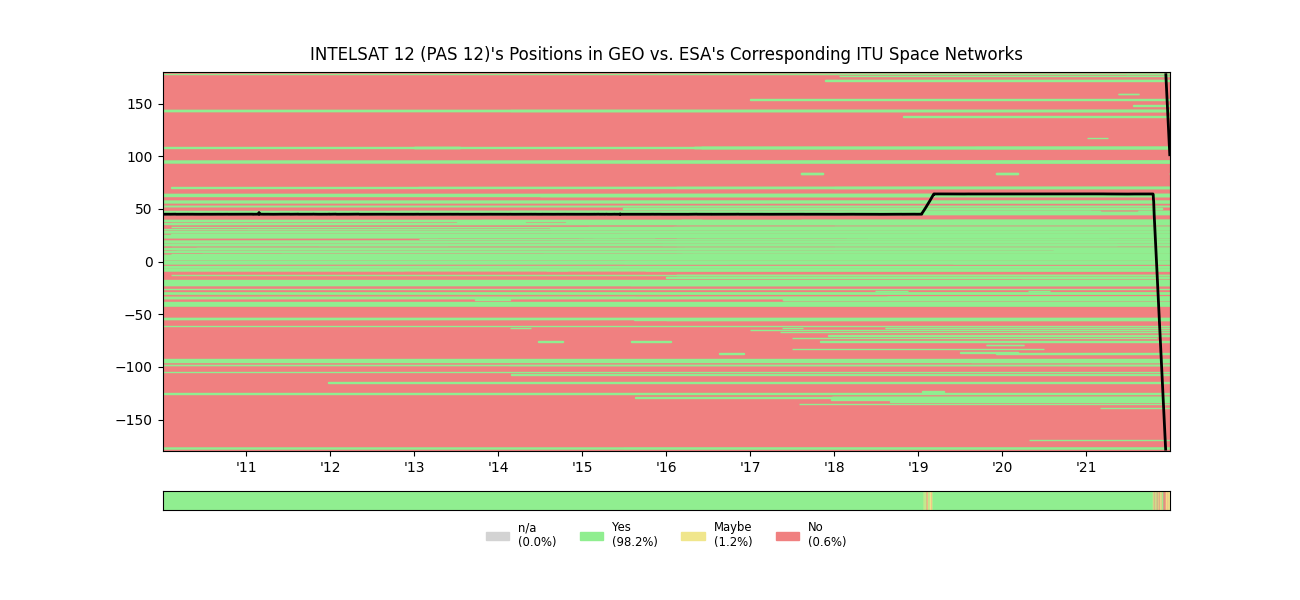 INTELSAT 12 (PAS 12)'s Positions in GEO vs. ESA's Corresponding ITU Space Networks
150
100
50
0
−50
−100
−150
'11 '12 '13 '14 '15 '16 '17 '18 '19 '20 '21
n/a Yes Maybe No
(0.0%) (98.2%) (1.2%) (0.6%)